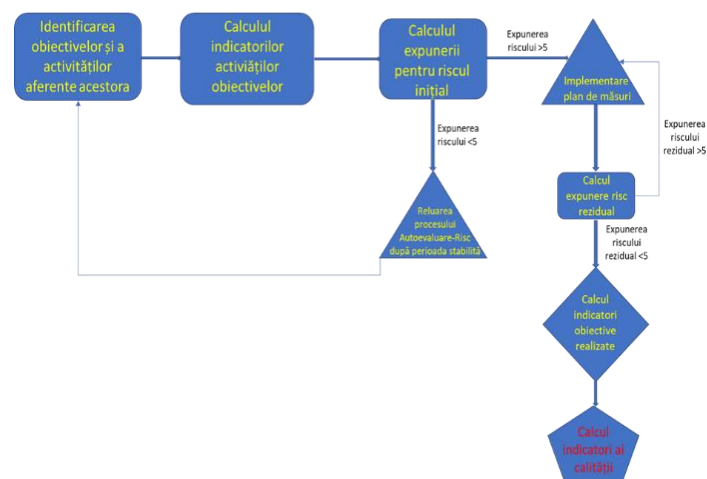 Identificarea
obiectivelor și a
activităților
aferente acestora
Calculul
indicatorilor
activiăților
obiectivelor
Calculul
expunerii
pentru riscul
inițial
Expunerea
riscului >5
Implementare
plan de măsuri
Expunerea
riscului
rezidual >5
Expunerea
riscului <5
Reluarea
procesului
Autoevaluare-Risc
după perioada stabilită
Calcul
expunere risc
rezidual
Expunerea
riscului
rezidual <5
Calcul
indicatori
obiective
realizate
Calcul
indicatori ai
calității